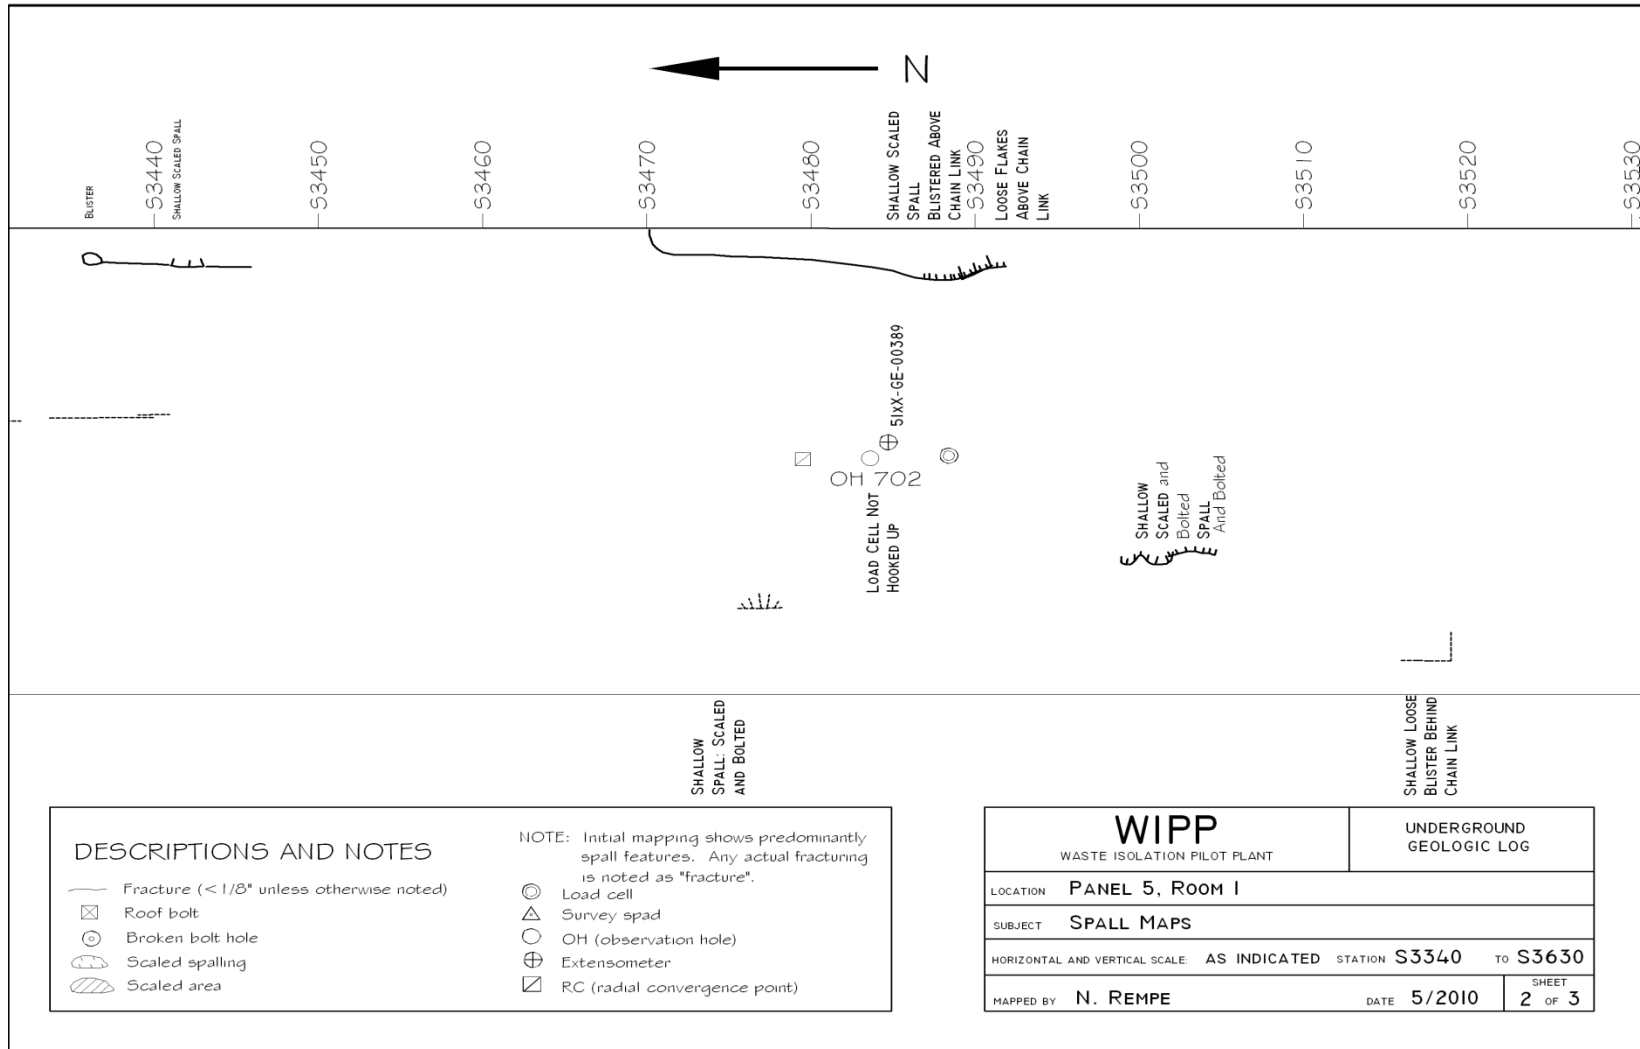 N
BLISTER
S3440
SHALLOW SCALED SPALL
S3450
S3460
S3470
S3480
SHALLOW SCALED
SPALL
BLISTERED ABOVE
CHAIN LINK
S3490
LOOSE FLAKES
ABOVE CHAIN
LINK
S3500
S3510
S3520
S3530
51XX-GE-00389
OH 702
LOAD CELL NOT
HOOKED UP
SHALLOW
SCALED and
Bolted
SPALL
And Bolted
SHALLOW
SPALL: SCALED
AND BOLTED
SHALLOW LOOSE
BLISTER BEHIND
CHAIN LINK
DESCRIPTIONS AND NOTES
Fracture (< 1/8" unless otherwise noted)
Roof bolt
Broken bolt hole
Scaled spalling
Scaled area
NOTE: Initial mapping shows predominantly
spall features. Any actual fracturing
is noted as "fracture".
Load cell
Survey spad
OH (observation hole)
Extensometer
RC (radial convergence point)
WIPP
WASTE ISOLATION PILOT PLANT
UNDERGROUND
GEOLOGIC LOG
LOCATION PANEL 5, ROOM 1
SUBJECT SPALL MAPS
HORIZONTAL AND VERTICAL SCALE: AS INDICATED STATION S3340 TO S3630
MAPPED BY N. REMPE DATE 5/2010
SHEET
2 OF 3